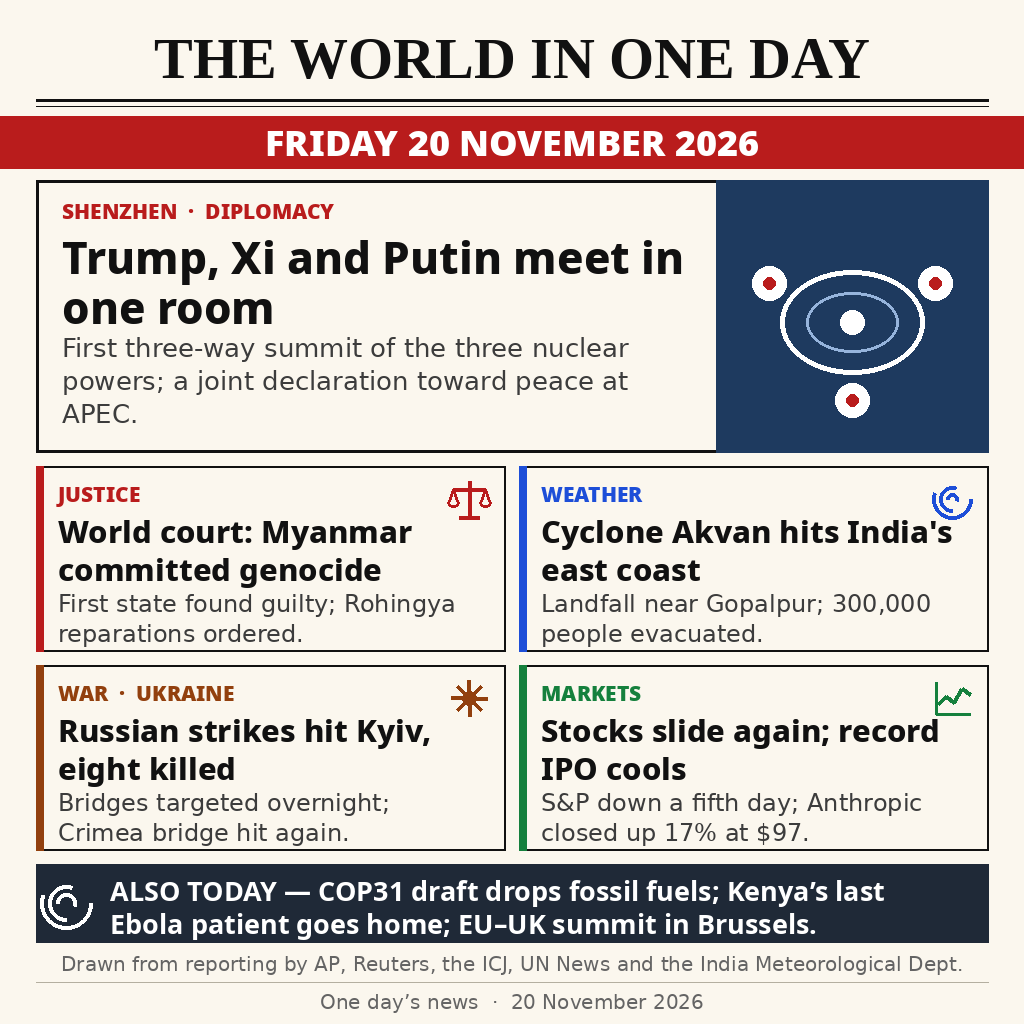 THE WORLD IN ONE DAY
FRIDAY 20 NOVEMBER 2026
SHENZHEN · DIPLOMACY
Trump, Xi and Putin meet in
one room
First three-way summit of the three nuclear
powers; a joint declaration toward peace at
APEC.
JUSTICE
World court: Myanmar
committed genocide
First state found guilty; Rohingya
reparations ordered.
WEATHER
Cyclone Akvan hits India's
east coast
Landfall near Gopalpur; 300,000
people evacuated.
WAR · UKRAINE
Russian strikes hit Kyiv,
eight killed
Bridges targeted overnight;
Crimea bridge hit again.
MARKETS
Stocks slide again; record
IPO cools
S&P down a fifth day; Anthropic
closed up 17% at $97.
ALSO TODAY — COP31 draft drops fossil fuels; Kenya’s last
Ebola patient goes home; EU–UK summit in Brussels.
Drawn from reporting by AP, Reuters, the ICJ, UN News and the India Meteorological Dept.
One day’s news · 20 November 2026